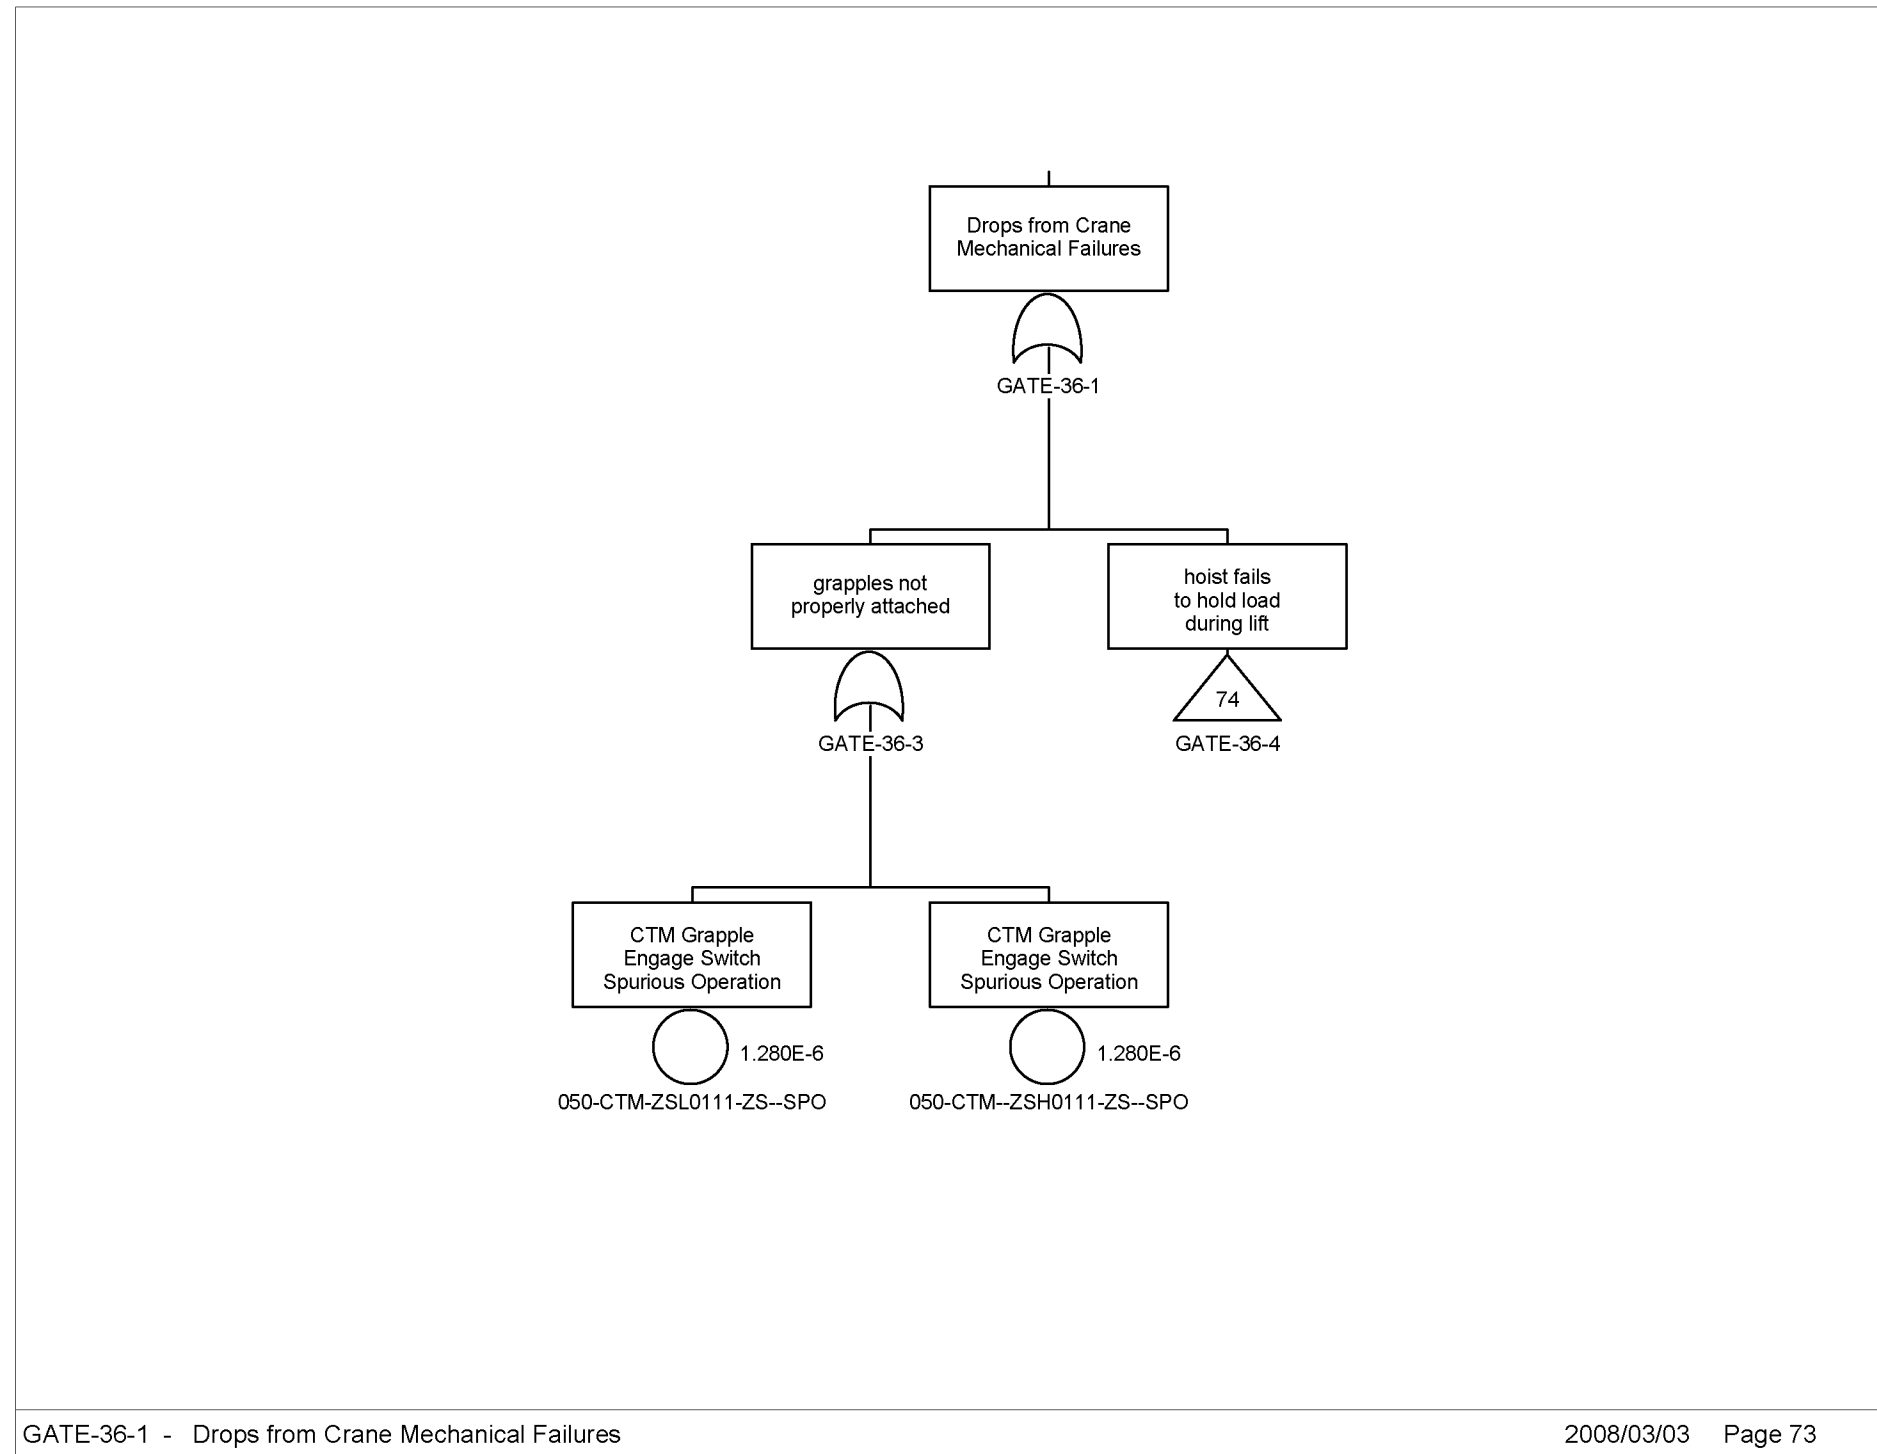 Drops from Crane
Mechanical Failures
GATE-36-1
grapples not
properly attached
GATE-36-3
hoist fails
to hold load
during lift
74
GATE-36-4
CTM Grapple
Engage Switch
Spurious Operation
1.280E-6
050-CTM-ZSL0111-ZS--SPO
CTM Grapple
Engage Switch
Spurious Operation
1.280E-6
050-CTM--ZSH0111-ZS--SPO
GATE-36-1 - Drops from Crane Mechanical Failures
2008/03/03 Page 73